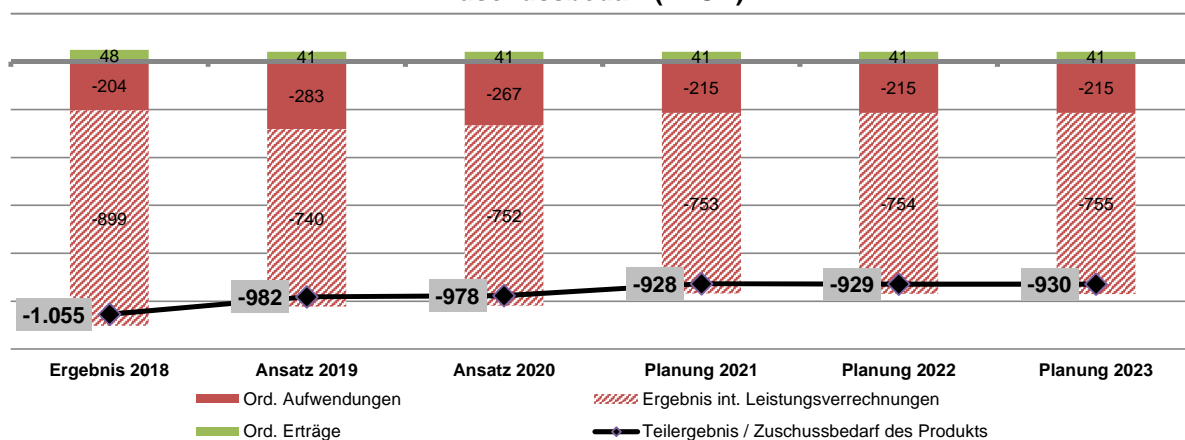 48 41 41 41 41 41
-204 -283 -267 -215 -215 -215
-899 -740 -752 -753 -754 -755
-1.055 -982 -978 -928 -929 -930
Ergebnis 2018 Ansatz 2019 Ansatz 2020 Planung 2021 Planung 2022 Planung 2023
Ord. Aufwendungen Ergebnis int. Leistungsverrechnungen
Ord. Erträge Teilergebnis / Zuschussbedarf des Produkts